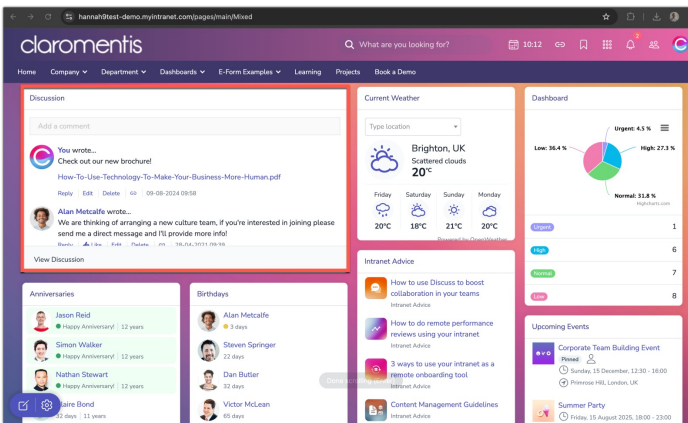 hannah9test-demo.myintranet.com/pages/main/Mixed
claromentis
What are you looking for?
10:12
2
Home Company Department Dashboards E-Form Examples Learning Projects Book a Demo
Discussion
Add a comment
You wrote...
Check out our new brochure!
How-To-Use-Technology-To-Make-Your-Business-More-Human.pdf
Reply Edit Delete 09-08-2024 09:58
Alan Metcalfe wrote...
We are thinking of arranging a new culture team, if you're interested in joining please
send me a direct message and I'll provide more info!
Reply Like Edit Delete 28-04-2021 09:38
View Discussion
Current Weather
Type location
Brighton, UK
Scattered clouds
20°C
Friday Saturday Sunday Monday
20°C 18°C 21°C 20°C
Powered by OpenWeather
Dashboard
Urgent: 4.5 %
Low: 36.4 %
High: 27.3 %
Normal: 31.8 %
Highcharts.com
Urgent 1
High 6
Normal 7
Low 8
Anniversaries
Jason Reid
Happy Anniversary! 12 years
Simon Walker
Happy Anniversary! 12 years
Nathan Stewart
Happy Anniversary! 12 years
Claire Bond
32 days 11 years
Birthdays
Alan Metcalfe
3 days
Steven Springer
22 days
Dan Butler
32 days
Victor McLean
65 days
Intranet Advice
How to use Discuss to boost
collaboration in your teams
Intranet Advice
How to do remote performance
reviews using your intranet
Intranet Advice
3 ways to use your intranet as a
remote onboarding tool
Intranet Advice
Content Management Guidelines
Intranet Advice
Upcoming Events
Corporate Team Building Event
Pinned
Sunday, 15 December, 12:30 - 16:00
Primrose Hill, London, UK
Summer Party
Friday, 15 August 2025, 18:00 - 23:00